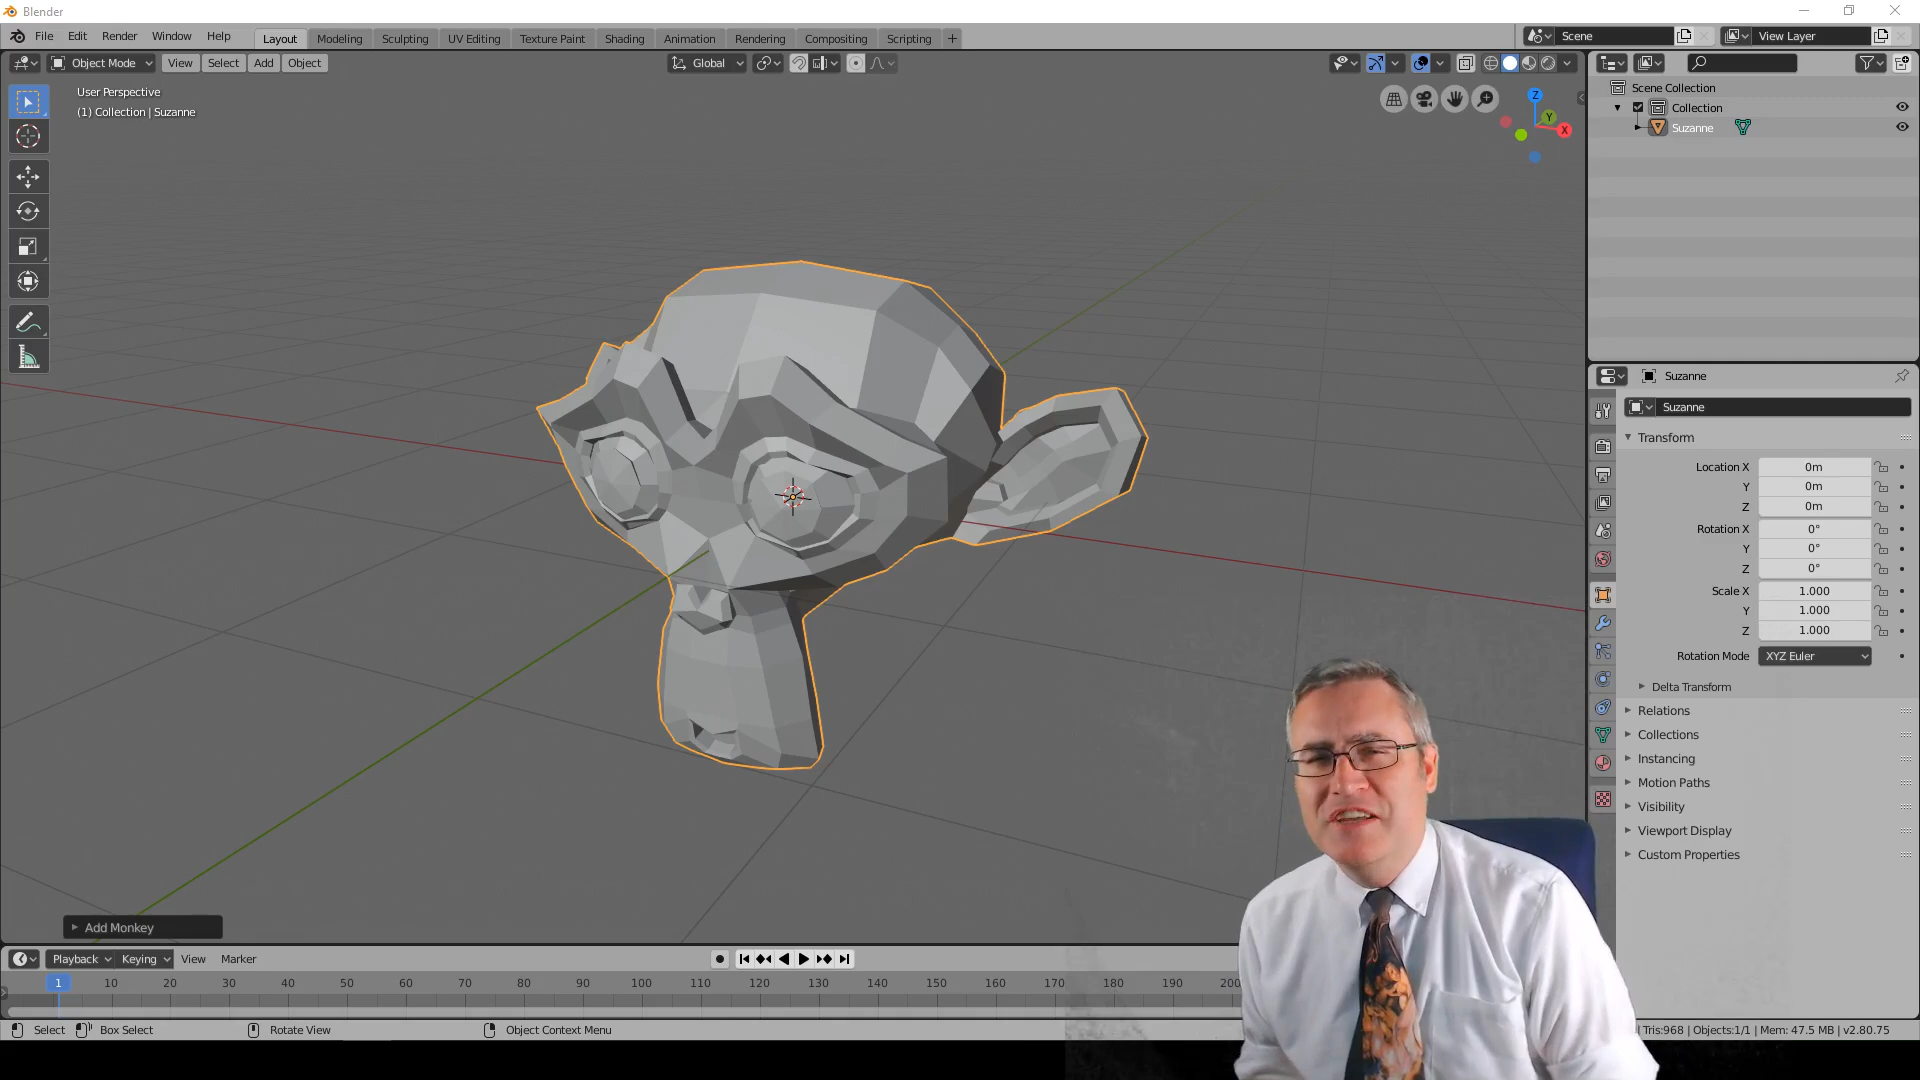 Blender
File Edit Render Window Help Layout Modeling Sculpting UV Editing Texture Paint Shading Animation Rendering Compositing Scripting + Scene View Layer
Object Mode View Select Add Object Global
User Perspective
(1) Collection | Suzanne
Z
Y
X
Scene Collection
Collection
Suzanne
Suzanne
Suzanne
Transform
Location X 0m
Y 0m
Z 0m
Rotation X 0°
Y 0°
Z 0°
Scale X 1.000
Y 1.000
Z 1.000
Rotation Mode XYZ Euler
Delta Transform
Relations
Collections
Instancing
Motion Paths
Visibility
Viewport Display
Custom Properties
Add Monkey
Playback Keying View Marker
1 10 20 30 40 50 60 70 80 90 100 110 120 130 140 150 160 170 180 190 200
Select Box Select Rotate View Object Context Menu Tris:968 | Objects:1/1 | Mem: 47.5 MB | v2.80.75